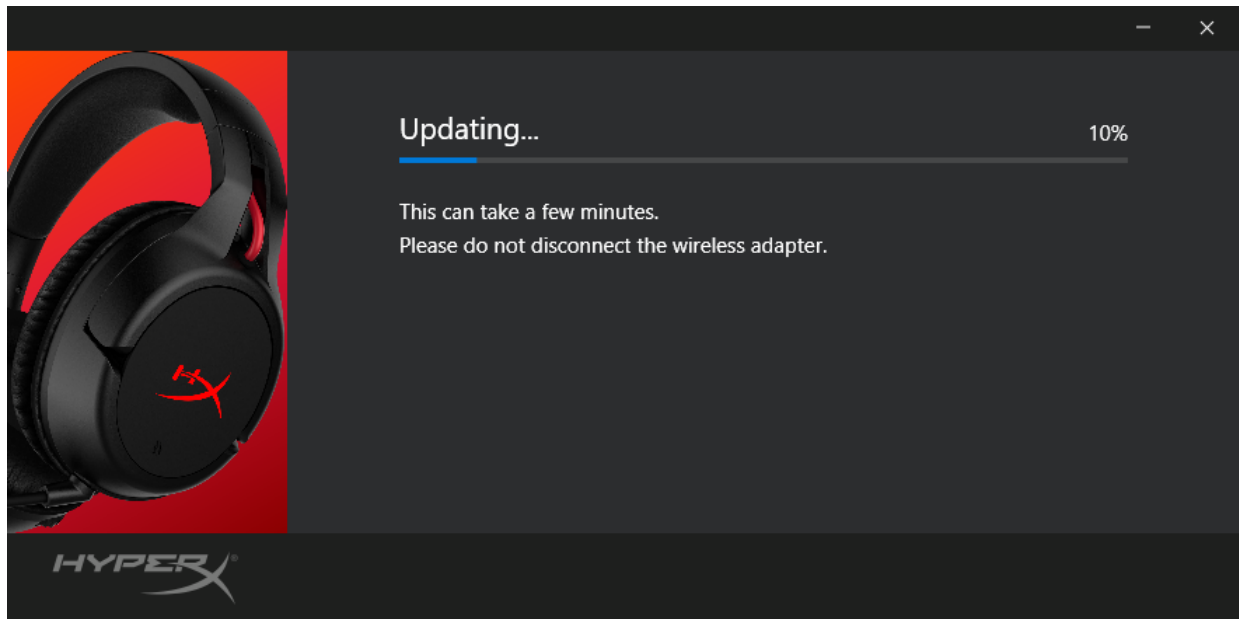 Updating...
10%
This can take a few minutes.
Please do not disconnect the wireless adapter.
HYPERX®